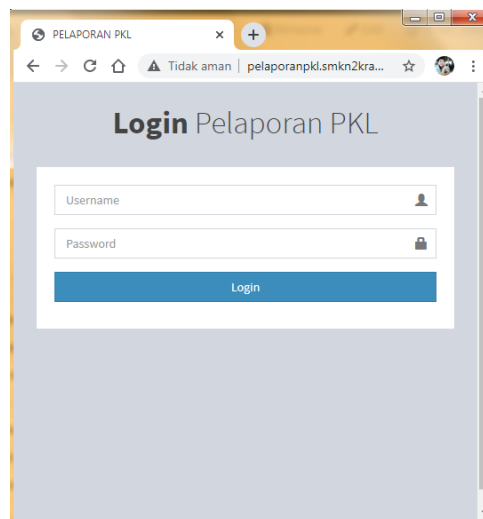 PELAPORAN PKL
Tidak aman | pelaporanpkl.smkn2kra...
Login Pelaporan PKL
Username
Password
Login